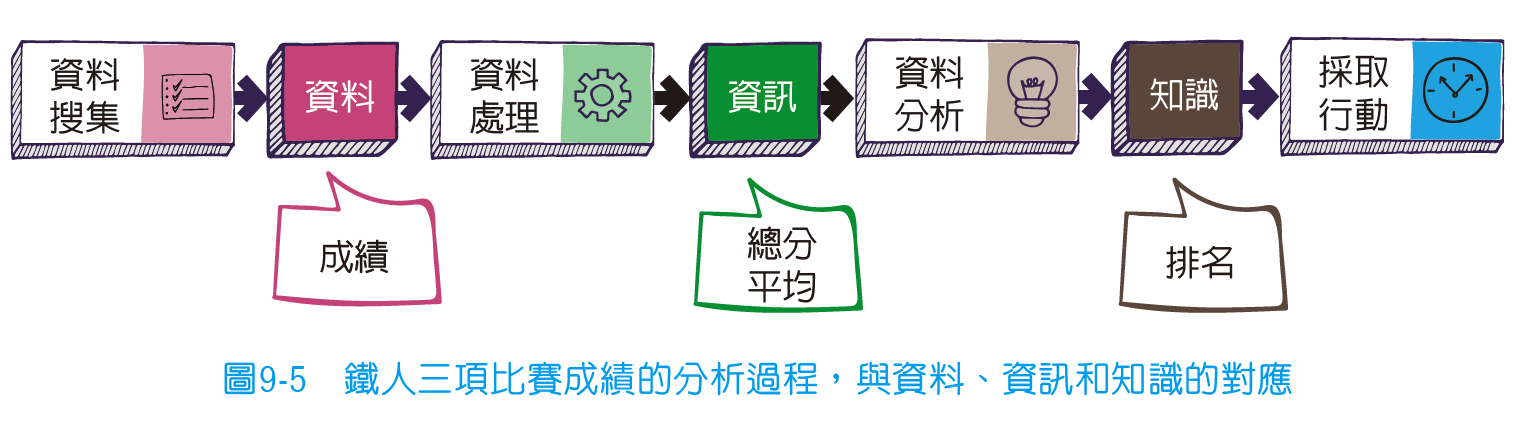 資料
搜集
資料
資料
處理
資訊
資料
分析
知識
採取
行動
成績
總分
平均
排名
圖9-5 鐵人三項比賽成績的分析過程，與資料、資訊和知識的對應